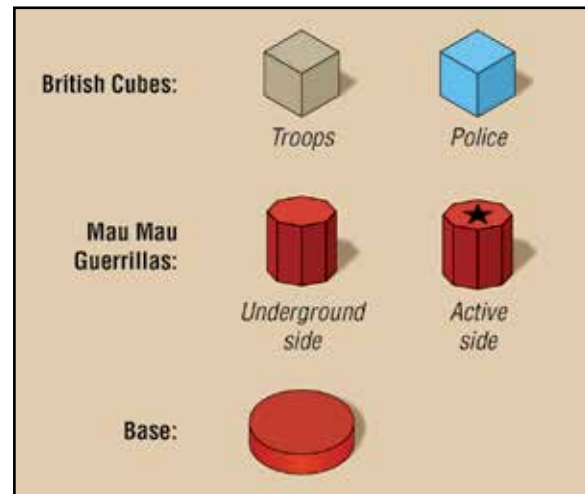 British Cubes:
Troops
Police
Mau Mau
Guerrillas:
Underground
side
Active
side
Base: